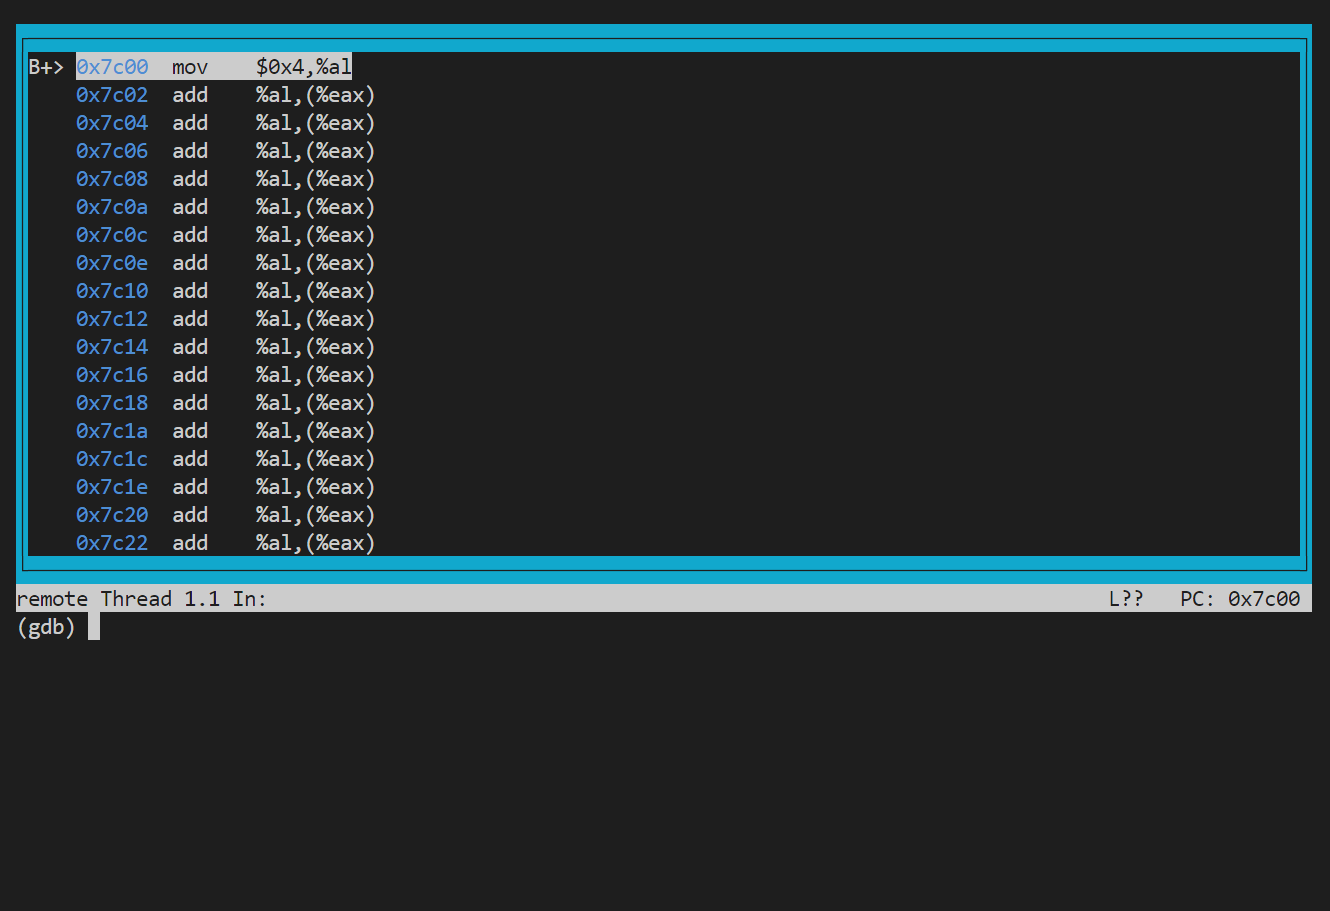 B+> 0x7c00  mov    $0x4,%al
    0x7c02  add    %al,(%eax)
    0x7c04  add    %al,(%eax)
    0x7c06  add    %al,(%eax)
    0x7c08  add    %al,(%eax)
    0x7c0a  add    %al,(%eax)
    0x7c0c  add    %al,(%eax)
    0x7c0e  add    %al,(%eax)
    0x7c10  add    %al,(%eax)
    0x7c12  add    %al,(%eax)
    0x7c14  add    %al,(%eax)
    0x7c16  add    %al,(%eax)
    0x7c18  add    %al,(%eax)
    0x7c1a  add    %al,(%eax)
    0x7c1c  add    %al,(%eax)
    0x7c1e  add    %al,(%eax)
    0x7c20  add    %al,(%eax)
    0x7c22  add    %al,(%eax)
remote Thread 1.1 In:    L??   PC: 0x7c00
(gdb)